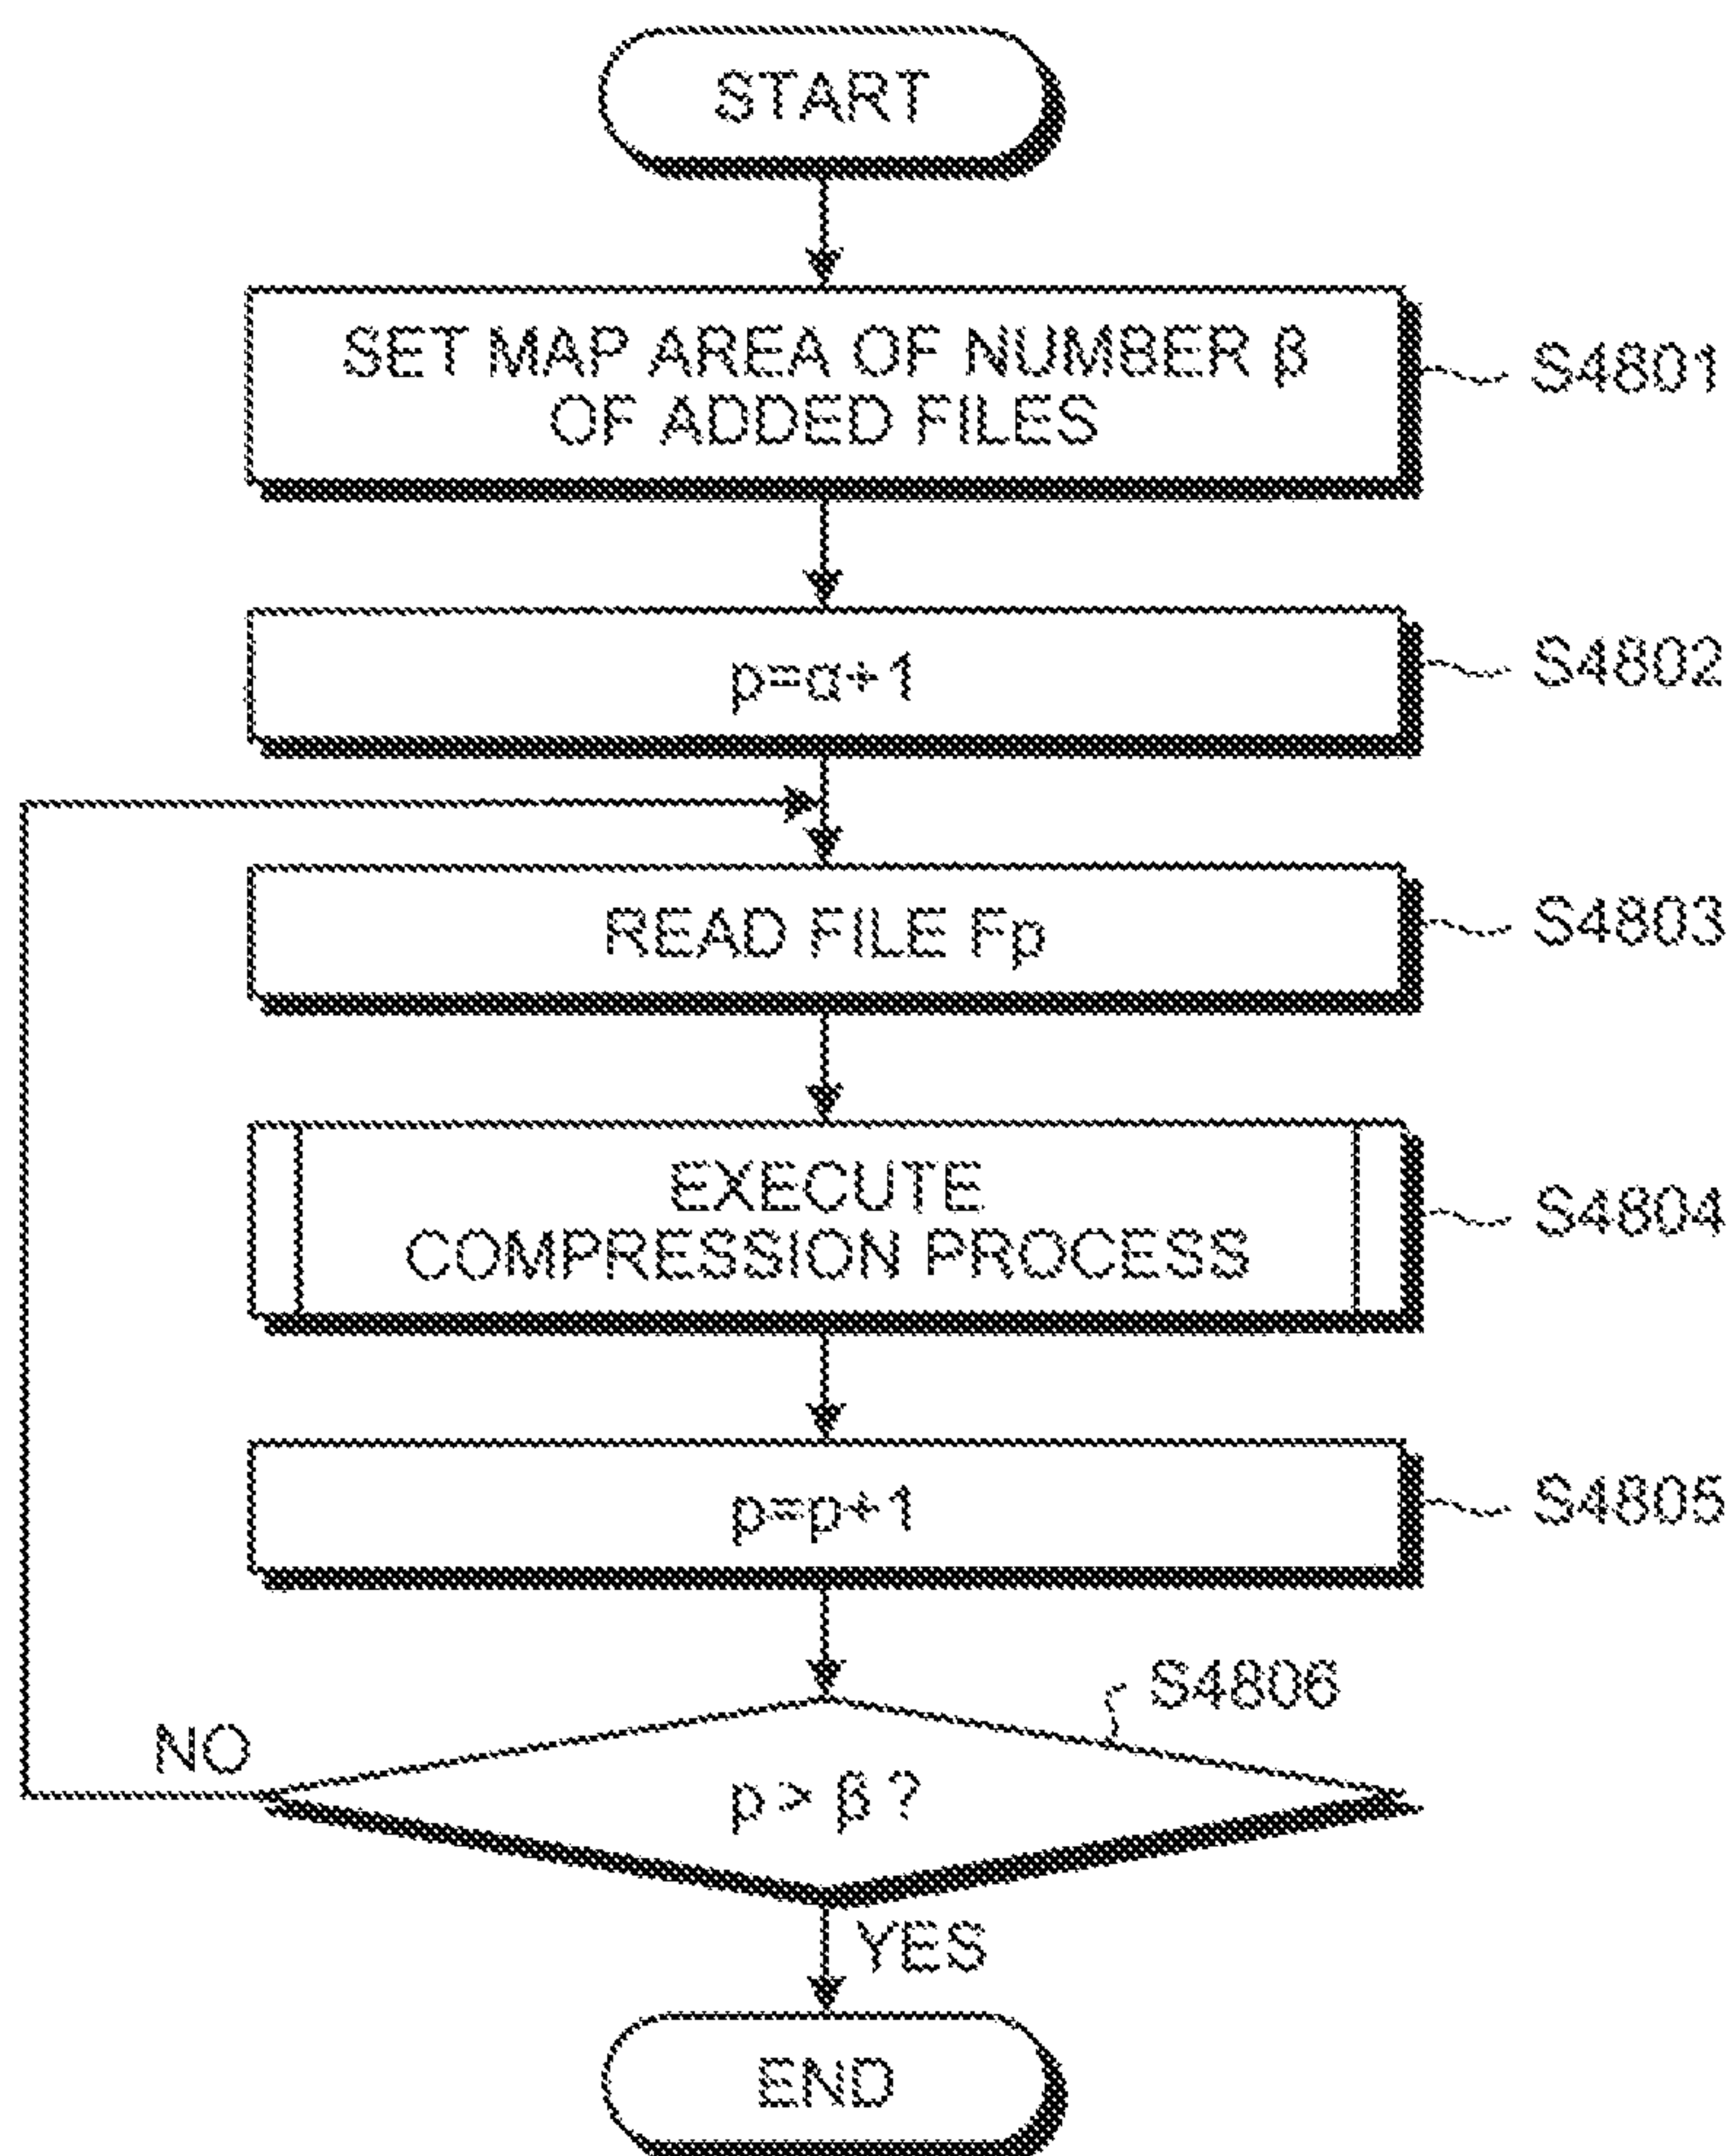 START
SET MAP AREA OF NUMBER β
OF ADDED FILES
S4801
p=α+1
S4802
READ FILE Fp
S4803
EXECUTE
COMPRESSION PROCESS
S4804
p=p+1
S4805
S4806
NO
p > β ?
YES
END